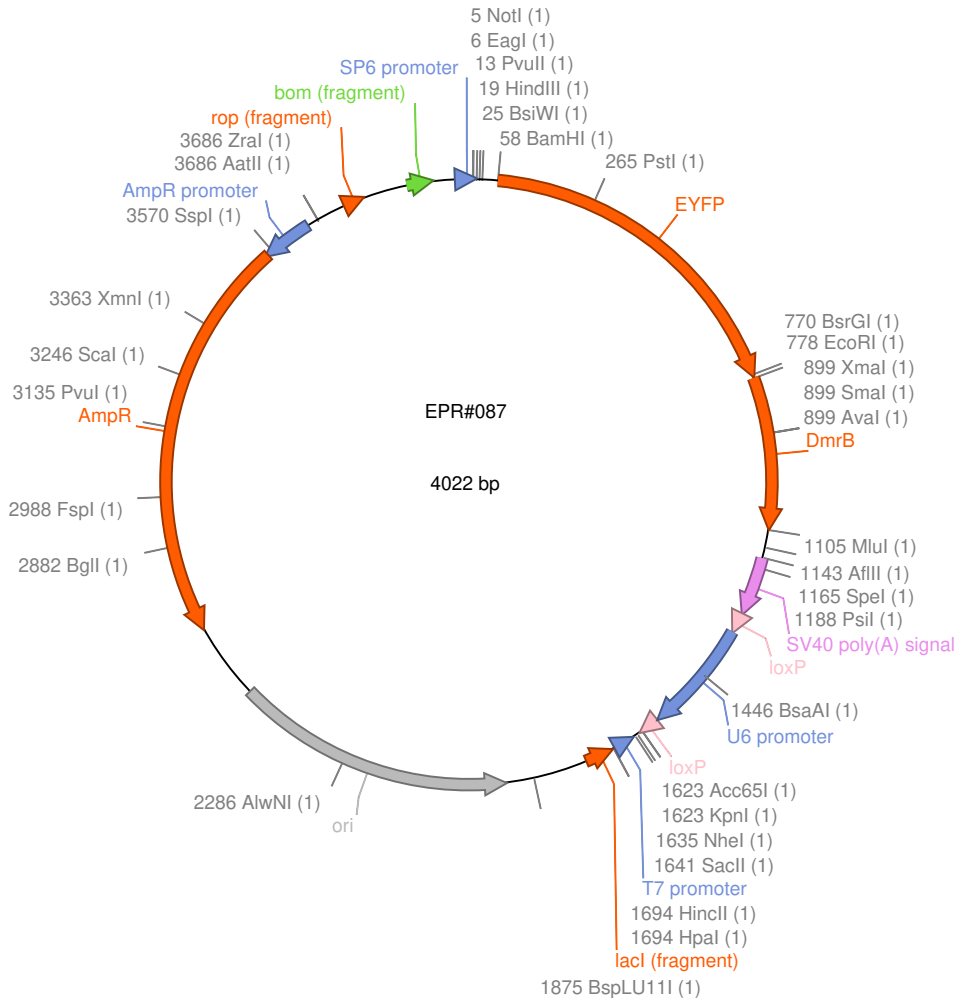 5 NotI (1)
6 EagI (1)
SP6 promoter
13 PvuII (1)
bom (fragment)
19 HindIII (1)
rop (fragment)
25 BsiWI (1)
3686 ZraI (1)
58 BamHI (1)
3686 AatII (1)
265 PstI (1)
AmpR promoter
EYFP
3570 SspI (1)
3363 XmnI (1)
770 BsrGI (1)
778 EcoRI (1)
3246 ScaI (1)
899 XmaI (1)
3135 PvuI (1)
899 SmaI (1)
AmpR
EPR#087
899 AvaI (1)
DmrB
4022 bp
2988 FspI (1)
1105 MluI (1)
2882 BglI (1)
1143 AflII (1)
1165 SpeI (1)
1188 PsiI (1)
SV40 poly(A) signal
loxP
1446 BsaAI (1)
U6 promoter
loxP
1623 Acc65I (1)
2286 AlwNI (1)
1623 KpnI (1)
ori
1635 NheI (1)
1641 SacII (1)
T7 promoter
1694 HincII (1)
1694 HpaI (1)
lacI (fragment)
1875 BspLU11I (1)